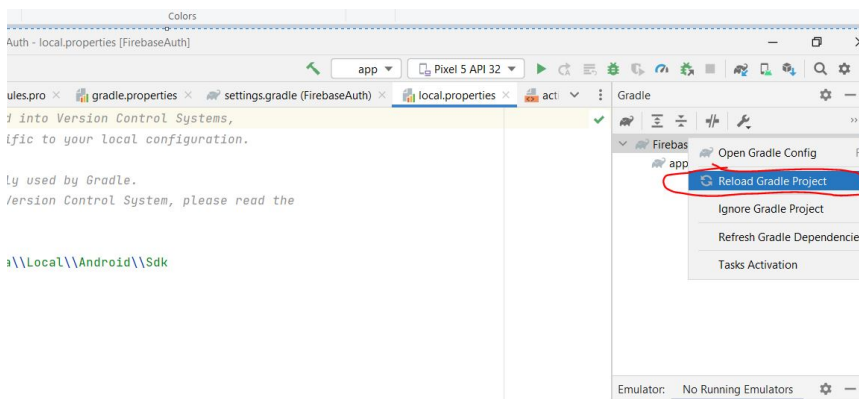 Colors
Auth - local.properties [FirebaseAuth]
app
Pixel 5 API 32
ules.pro
gradle.properties
settings.gradle (FirebaseAuth)
local.properties
acti
Gradle
d into Version Control Systems,
ific to your local configuration.
ly used by Gradle.
Version Control System, please read the
a\\Local\\Android\\Sdk
Firebas
app
Open Gradle Config
Reload Gradle Project
Ignore Gradle Project
Refresh Gradle Dependencie
Tasks Activation
Emulator: No Running Emulators